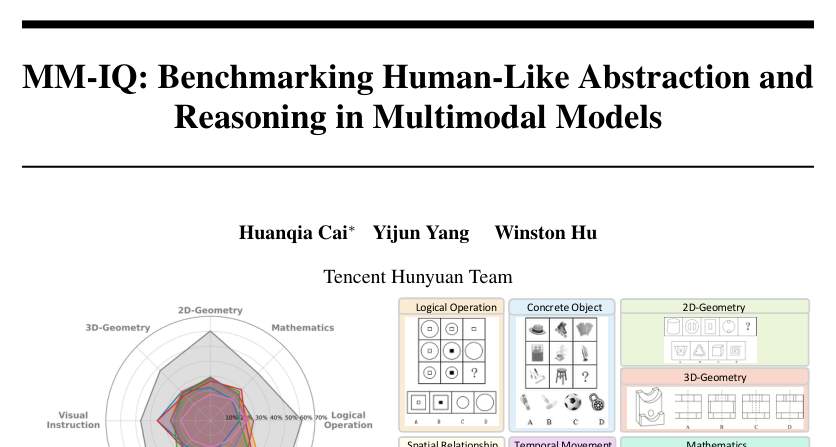 MM-IQ: Benchmarking Human-Like Abstraction and
Reasoning in Multimodal Models
Huanqia Cai* Yijun Yang Winston Hu
Tencent Hunyuan Team
2D-Geometry
3D-Geometry
Mathematics
Visual
Instruction
30% 40% 50% 60% 70%
Logical
Operation
Logical Operation
?
A B C D
Concrete Object
?
A B C D
2D-Geometry
?
3D-Geometry
A B C D
Spatial Relationship
Temporal Movement
Mathematics